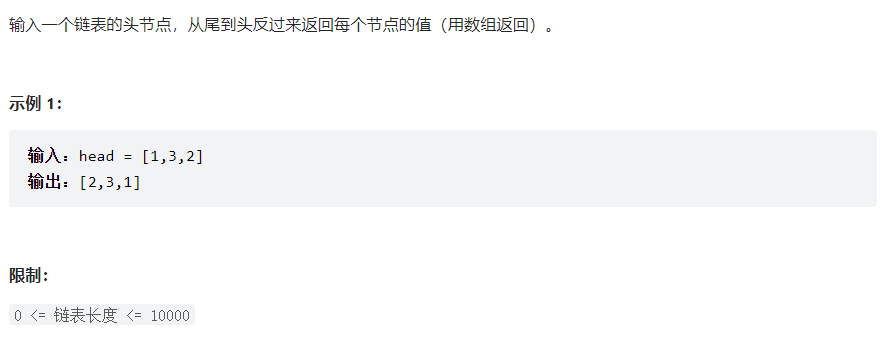 输入一个链表的头节点，从尾到头反过来返回每个节点的值（用数组返回）。
示例 1：
输入：head = [1,3,2]
输出：[2,3,1]
限制：
0 <= 链表长度 <= 10000